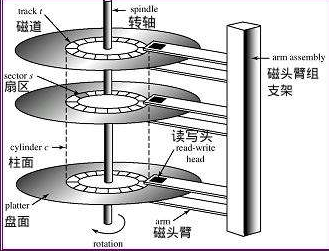 track t
磁道
spindle
转轴
sector s
扇区
arm assembly
磁头臂组
支架
cylinder c
柱面
读写头
read-write
head
platter
盘面
arm
磁头臂
rotation